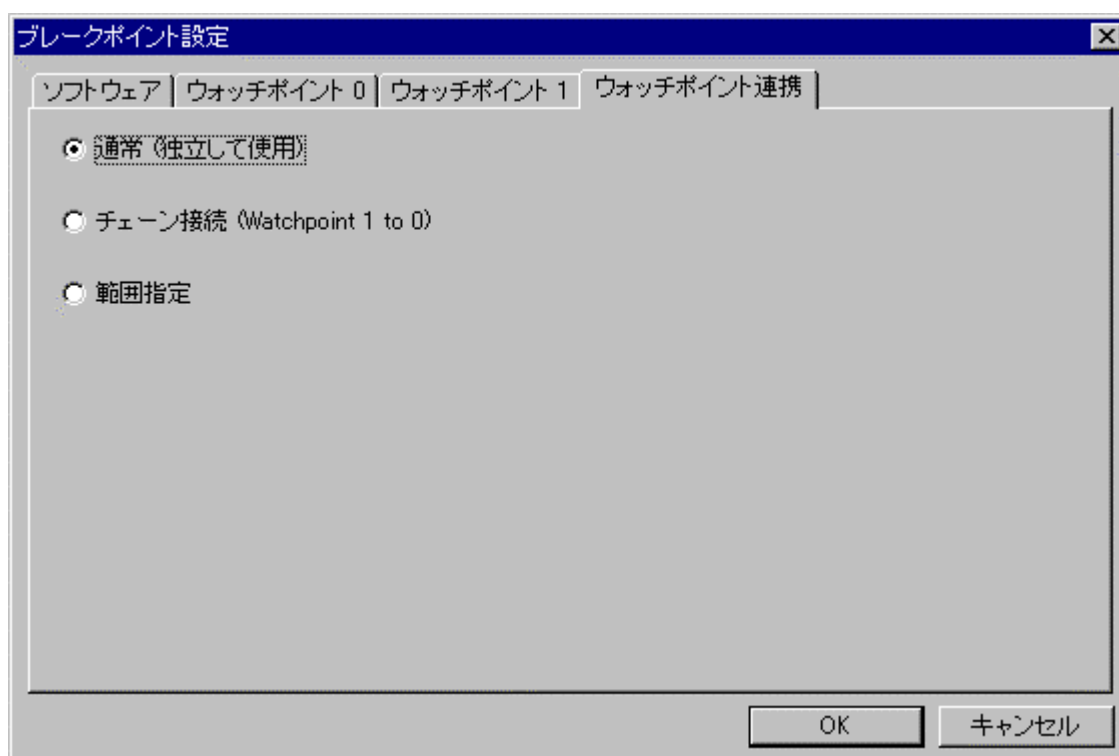 ブレークポイント設定
ソフトウェア ウォッチポイント 0 ウォッチポイント 1 ウォッチポイント連携
通常 (独立して使用)
チェーン接続 (Watchpoint 1 to 0)
範囲指定
OK キャンセル